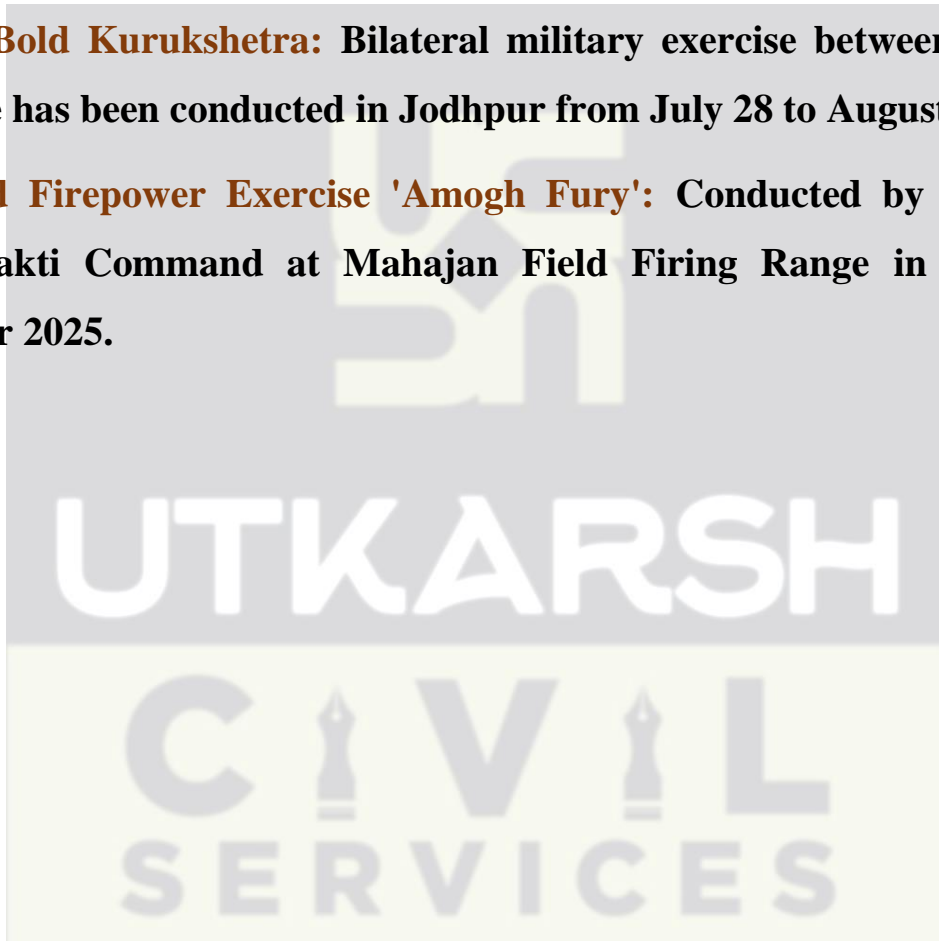 Bold Kurukshetra: Bilateral military exercise between
e has been conducted in Jodhpur from July 28 to August
d Firepower Exercise 'Amogh Fury': Conducted by
akti Command at Mahajan Field Firing Range in
r 2025.
UTKARSH
CIVIL
SERVICES